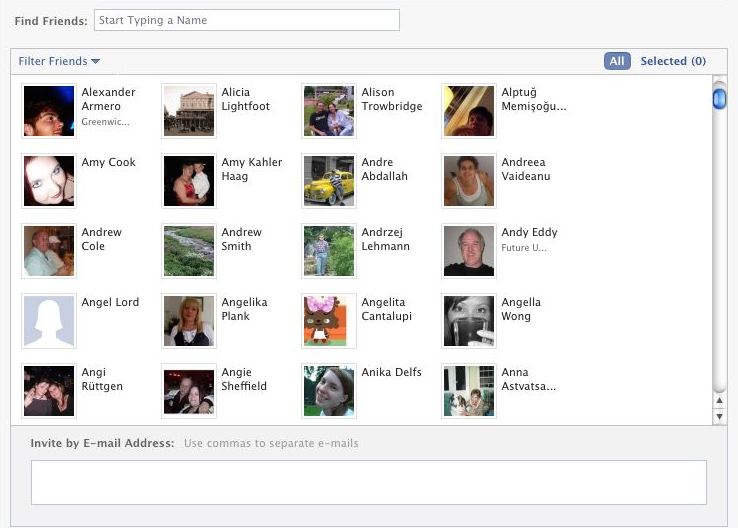 Find Friends: Start Typing a Name
Filter Friends All Selected (0)
Alexander
Armero
Greenwic...
Alicia
Lightfoot
Alison
Trowbridge
Alptuğ
Memişoğu...
Amy Cook
Amy Kahler
Haag
Andre
Abdallah
Andreea
Vaideanu
Andrew
Cole
Andrew
Smith
Andrzej
Lehmann
Andy Eddy
Future U...
Angel Lord
Angelika
Plank
Angelita
Cantalupi
Angella
Wong
Angi
Rüttgen
Angie
Sheffield
Anika Delfs
Anna
Astvatsa...
Invite by E-mail Address: Use commas to separate e-mails